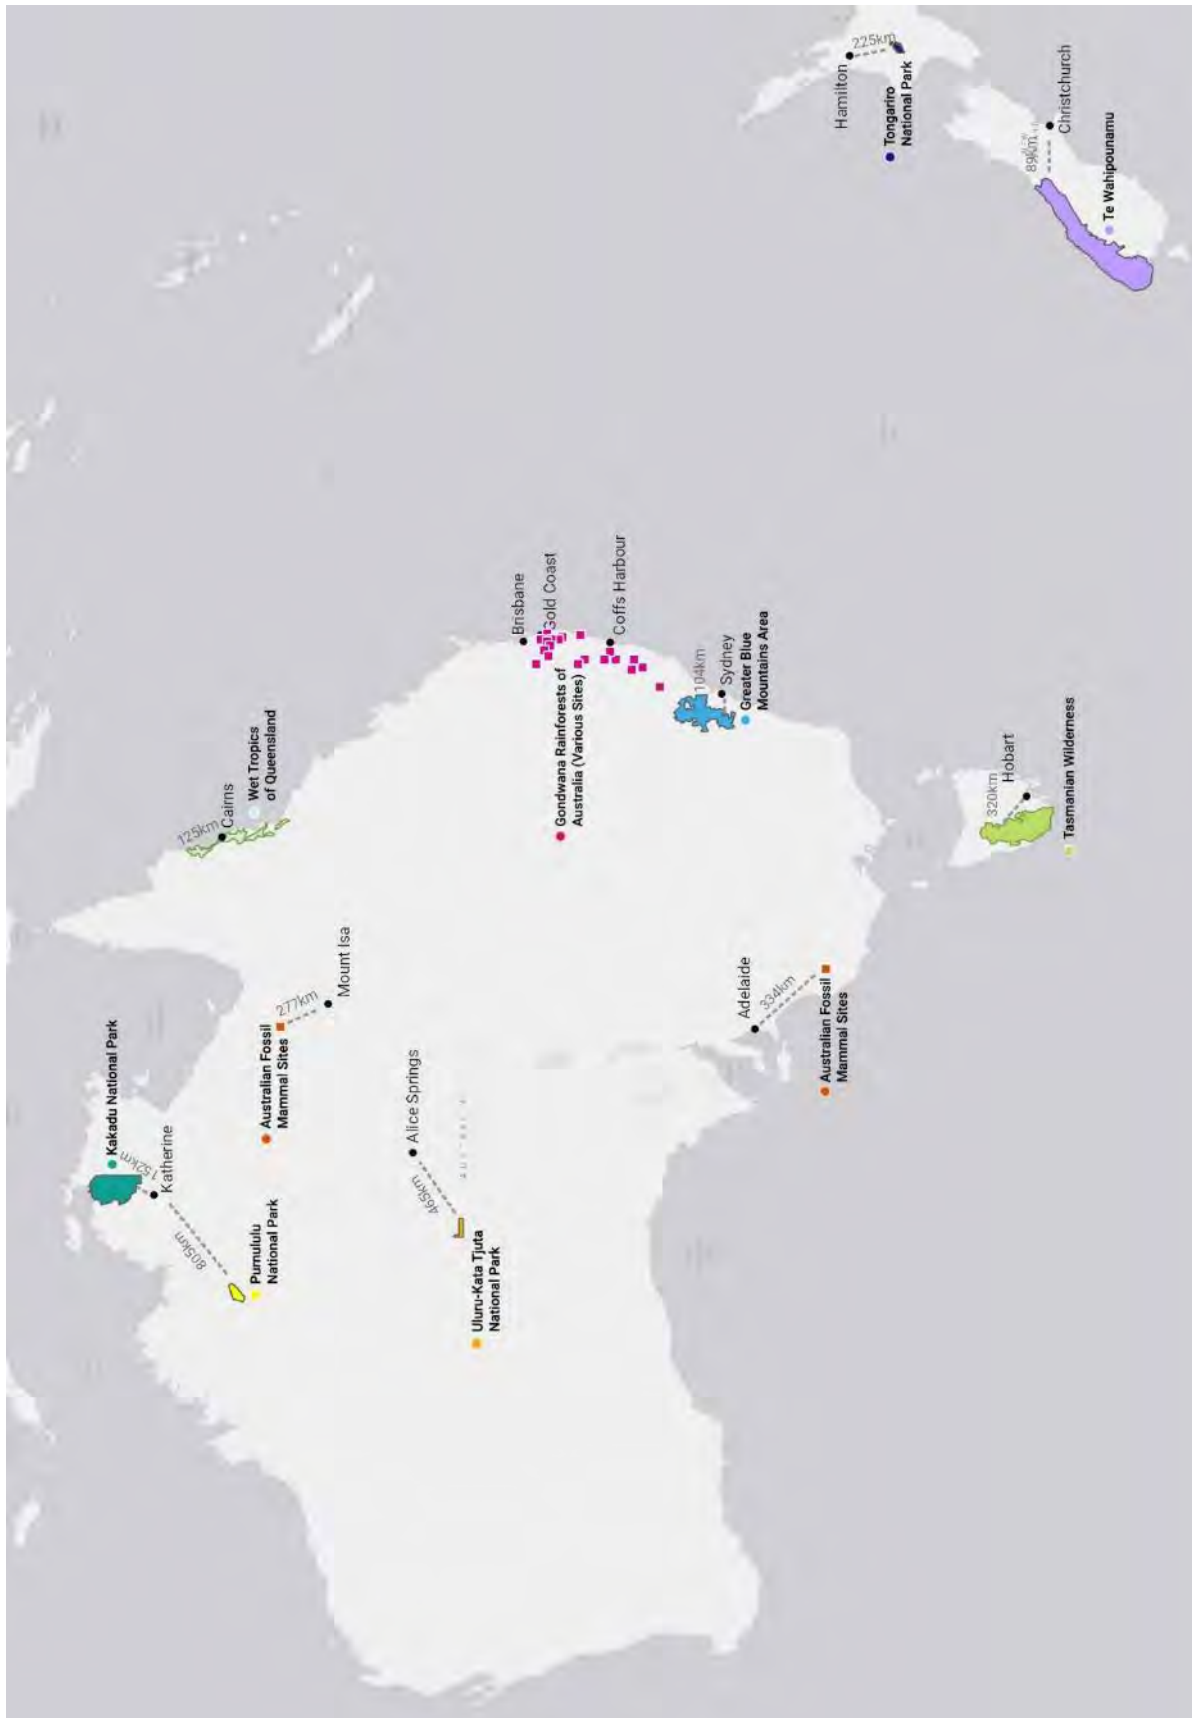 Kakadu National Park
152km
Katherine
805km
Purnululu
National Park
Australian Fossil
Mammal Sites
277km
Mount Isa
125km
Cairns
Wet Tropics
of Queensland
Alice Springs
465km
AUSTRALIA
Uluru-Kata Tjuta
National Park
Brisbane
Gold Coast
Gondwana Rainforests of
Australia (Various Sites)
Coffs Harbour
104km
Sydney
Greater Blue
Mountains Area
Adelaide
334km
Australian Fossil
Mammal Sites
320km
Hobart
Tasmanian Wilderness
Hamilton
225km
Tongariro
National Park
89km
Christchurch
Te Wahipounamu